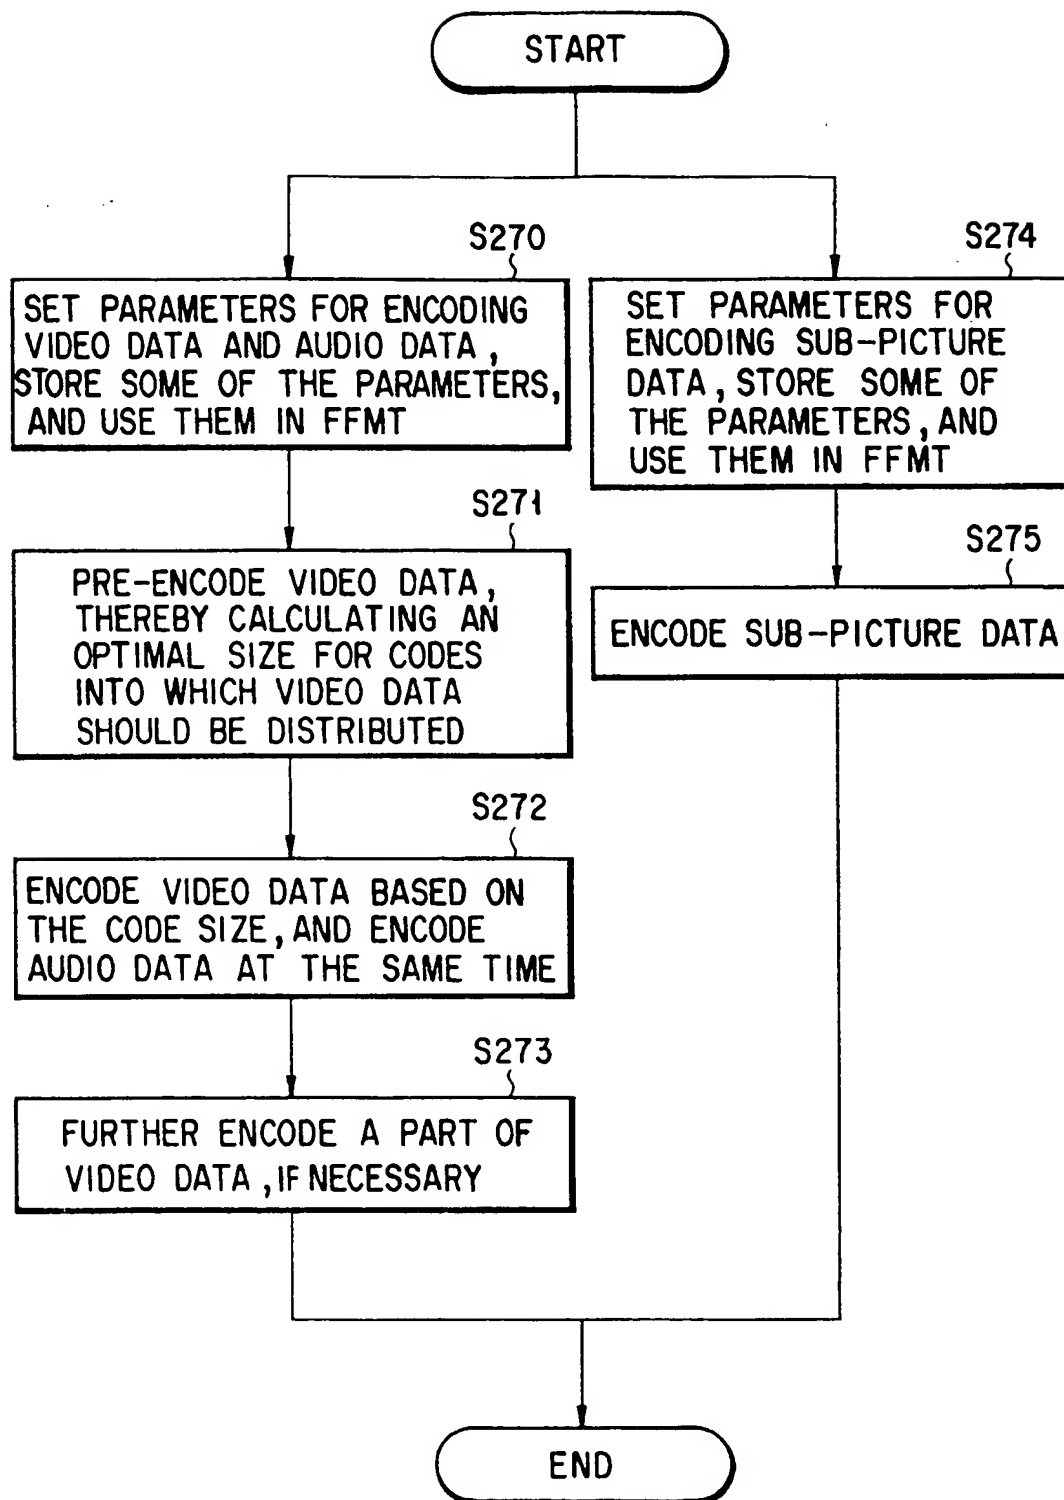 START
S270
SET PARAMETERS FOR ENCODING
VIDEO DATA AND AUDIO DATA,
STORE SOME OF THE PARAMETERS,
AND USE THEM IN FFMT
S271
PRE-ENCODE VIDEO DATA,
THEREBY CALCULATING AN
OPTIMAL SIZE FOR CODES
INTO WHICH VIDEO DATA
SHOULD BE DISTRIBUTED
S272
ENCODE VIDEO DATA BASED ON
THE CODE SIZE, AND ENCODE
AUDIO DATA AT THE SAME TIME
S273
FURTHER ENCODE A PART OF
VIDEO DATA, IF NECESSARY
S274
SET PARAMETERS FOR
ENCODING SUB-PICTURE
DATA, STORE SOME OF
THE PARAMETERS, AND
USE THEM IN FFMT
S275
ENCODE SUB-PICTURE DATA
END